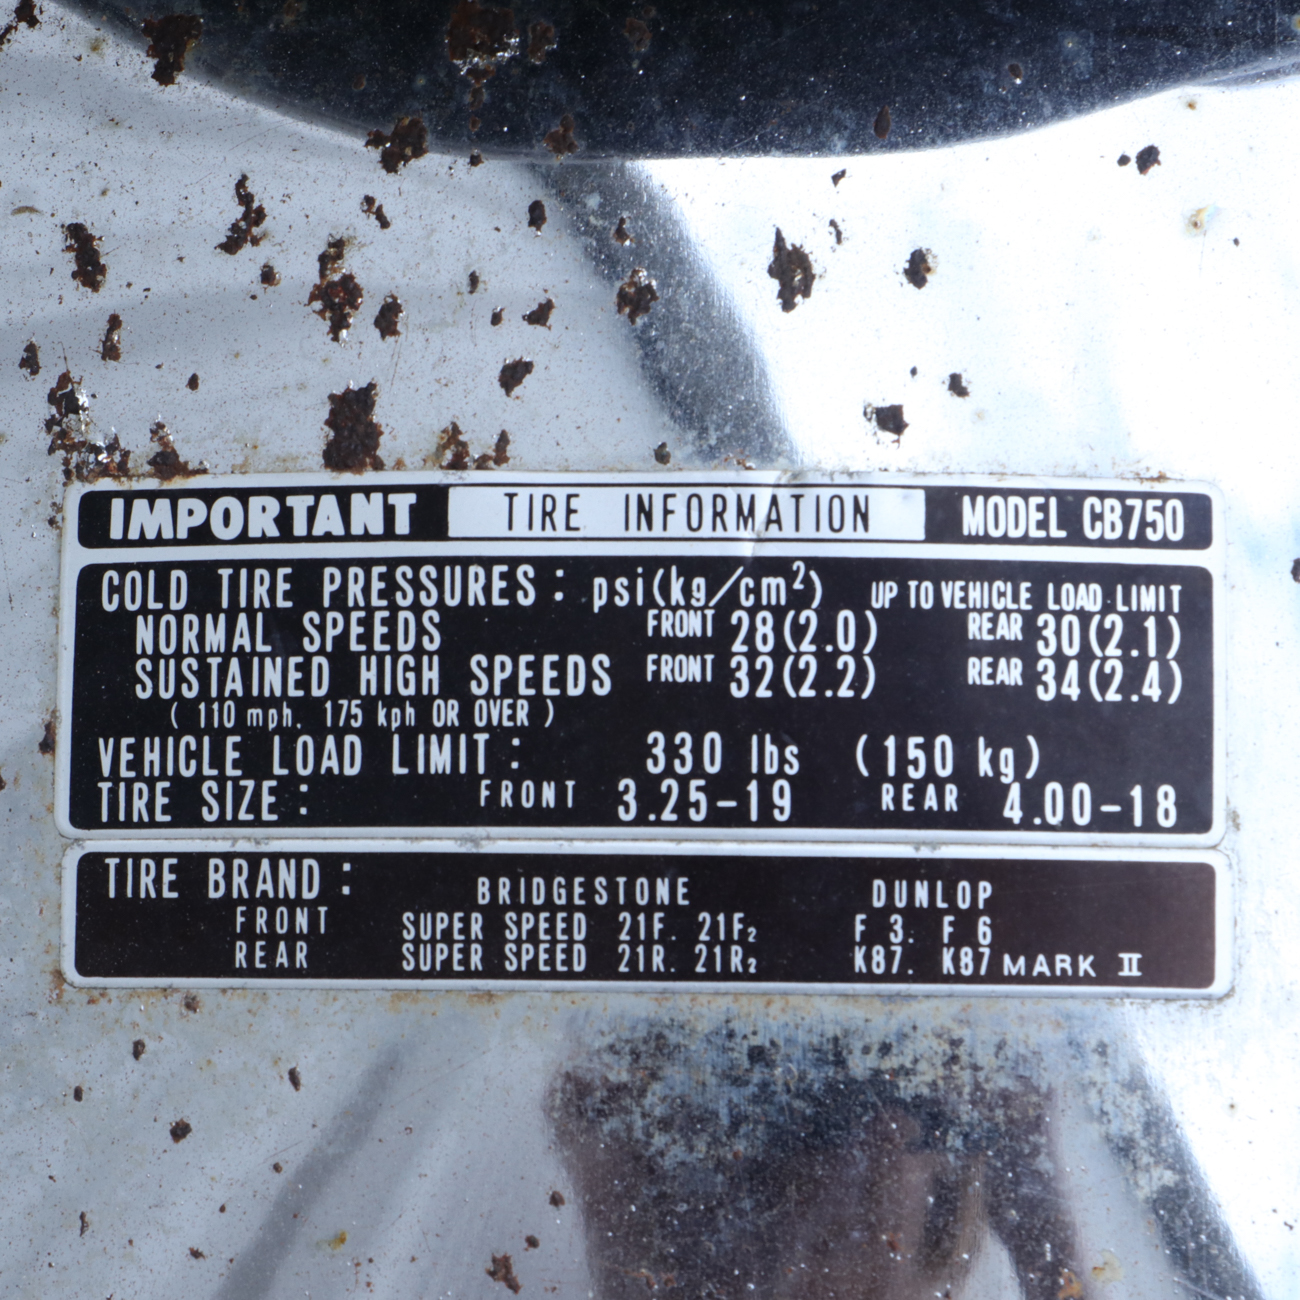 IMPORTANT TIRE INFORMATION MODEL CB750
COLD TIRE PRESSURES: psi(kg/cm²) UP TO VEHICLE LOAD LIMIT
NORMAL SPEEDS FRONT 28(2.0) REAR 30(2.1)
SUSTAINED HIGH SPEEDS FRONT 32(2.2) REAR 34(2.4)
( 110 mph. 175 kph OR OVER )
VEHICLE LOAD LIMIT: 330 lbs (150 kg)
TIRE SIZE: FRONT 3.25-19 REAR 4.00-18
TIRE BRAND: BRIDGESTONE DUNLOP
FRONT SUPER SPEED 21F. 21F₂ F 3. F 6
REAR SUPER SPEED 21R. 21R₂ K87. K87 MARK II